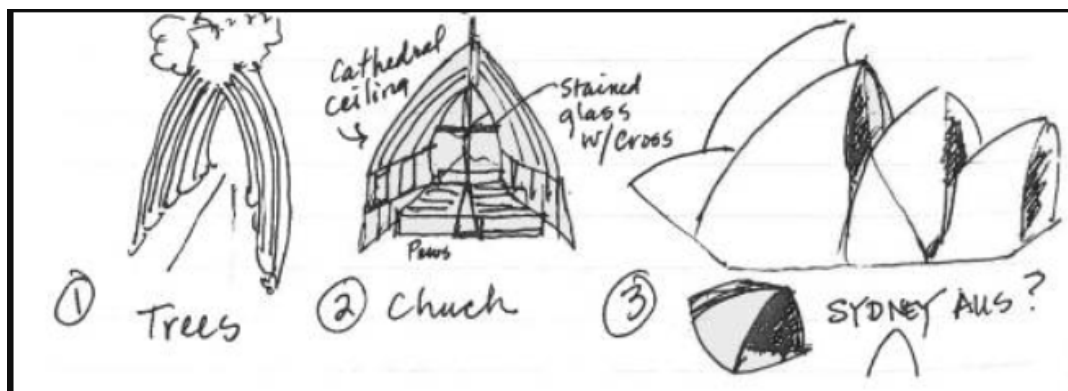 Cathedral
ceiling
Stained
glass
w/Cross
Pews
① Trees
② Chuch
③ SYDNEY AUS?